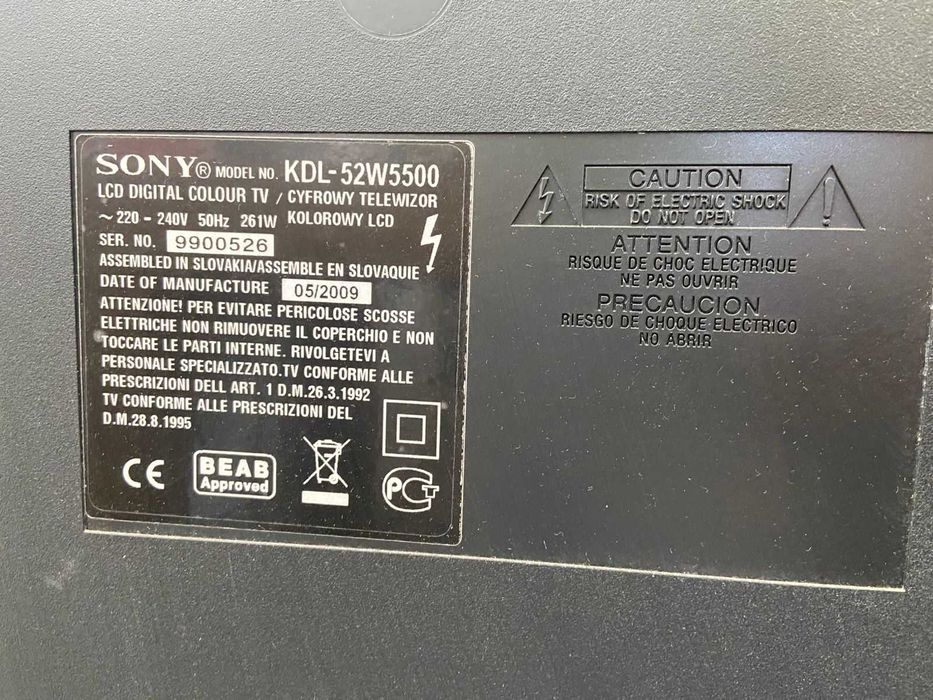 SONY® MODEL NO. KDL-52W5500
LCD DIGITAL COLOUR TV / CYFROWY TELEWIZOR
~ 220 - 240V 50Hz 261W KOLOROWY LCD
SER. NO. 9900526
ASSEMBLED IN SLOVAKIA/ASSEMBLE EN SLOVAQUIE
DATE OF MANUFACTURE 05/2009
ATTENZIONE! PER EVITARE PERICOLOSE SCOSSE
ELETTRICHE NON RIMUOVERE IL COPERCHIO E NON
TOCCARE LE PARTI INTERNE. RIVOLGETEVI A
PERSONALE SPECIALIZZATO.TV CONFORME ALLE
PRESCRIZIONI DELL ART. 1 D.M.26.3.1992
TV CONFORME ALLE PRESCRIZIONI DEL
D.M.28.8.1995
CE
BEAB
Approved
PCT
CAUTION
RISK OF ELECTRIC SHOCK
DO NOT OPEN
ATTENTION
RISQUE DE CHOC ELECTRIQUE
NE PAS OUVRIR
PRECAUCION
RIESGO DE CHOQUE ELECTRICO
NO ABRIR